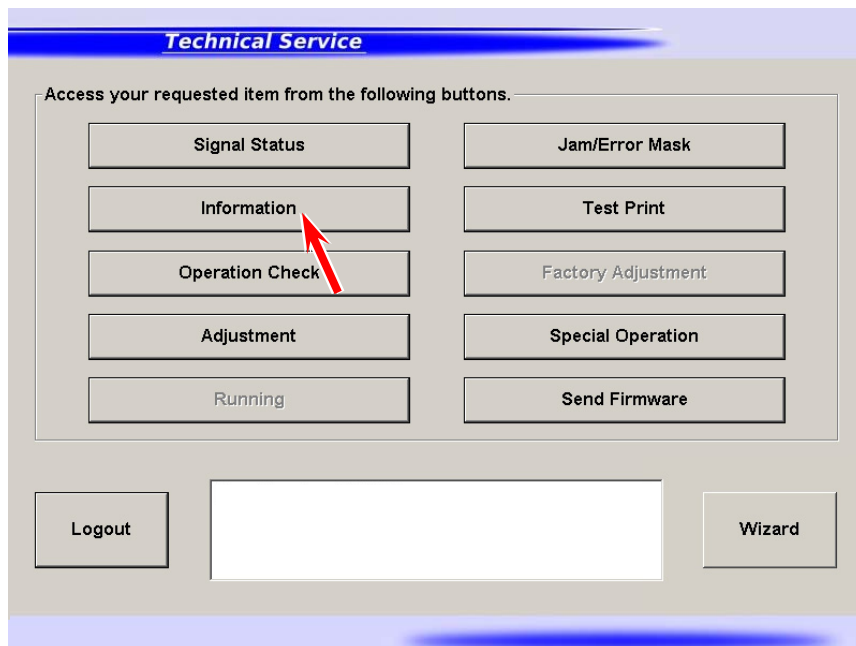 Technical Service
Access your requested item from the following buttons.
Signal Status
Jam/Error Mask
Information
Test Print
Operation Check
Factory Adjustment
Adjustment
Special Operation
Running
Send Firmware
Logout
Wizard